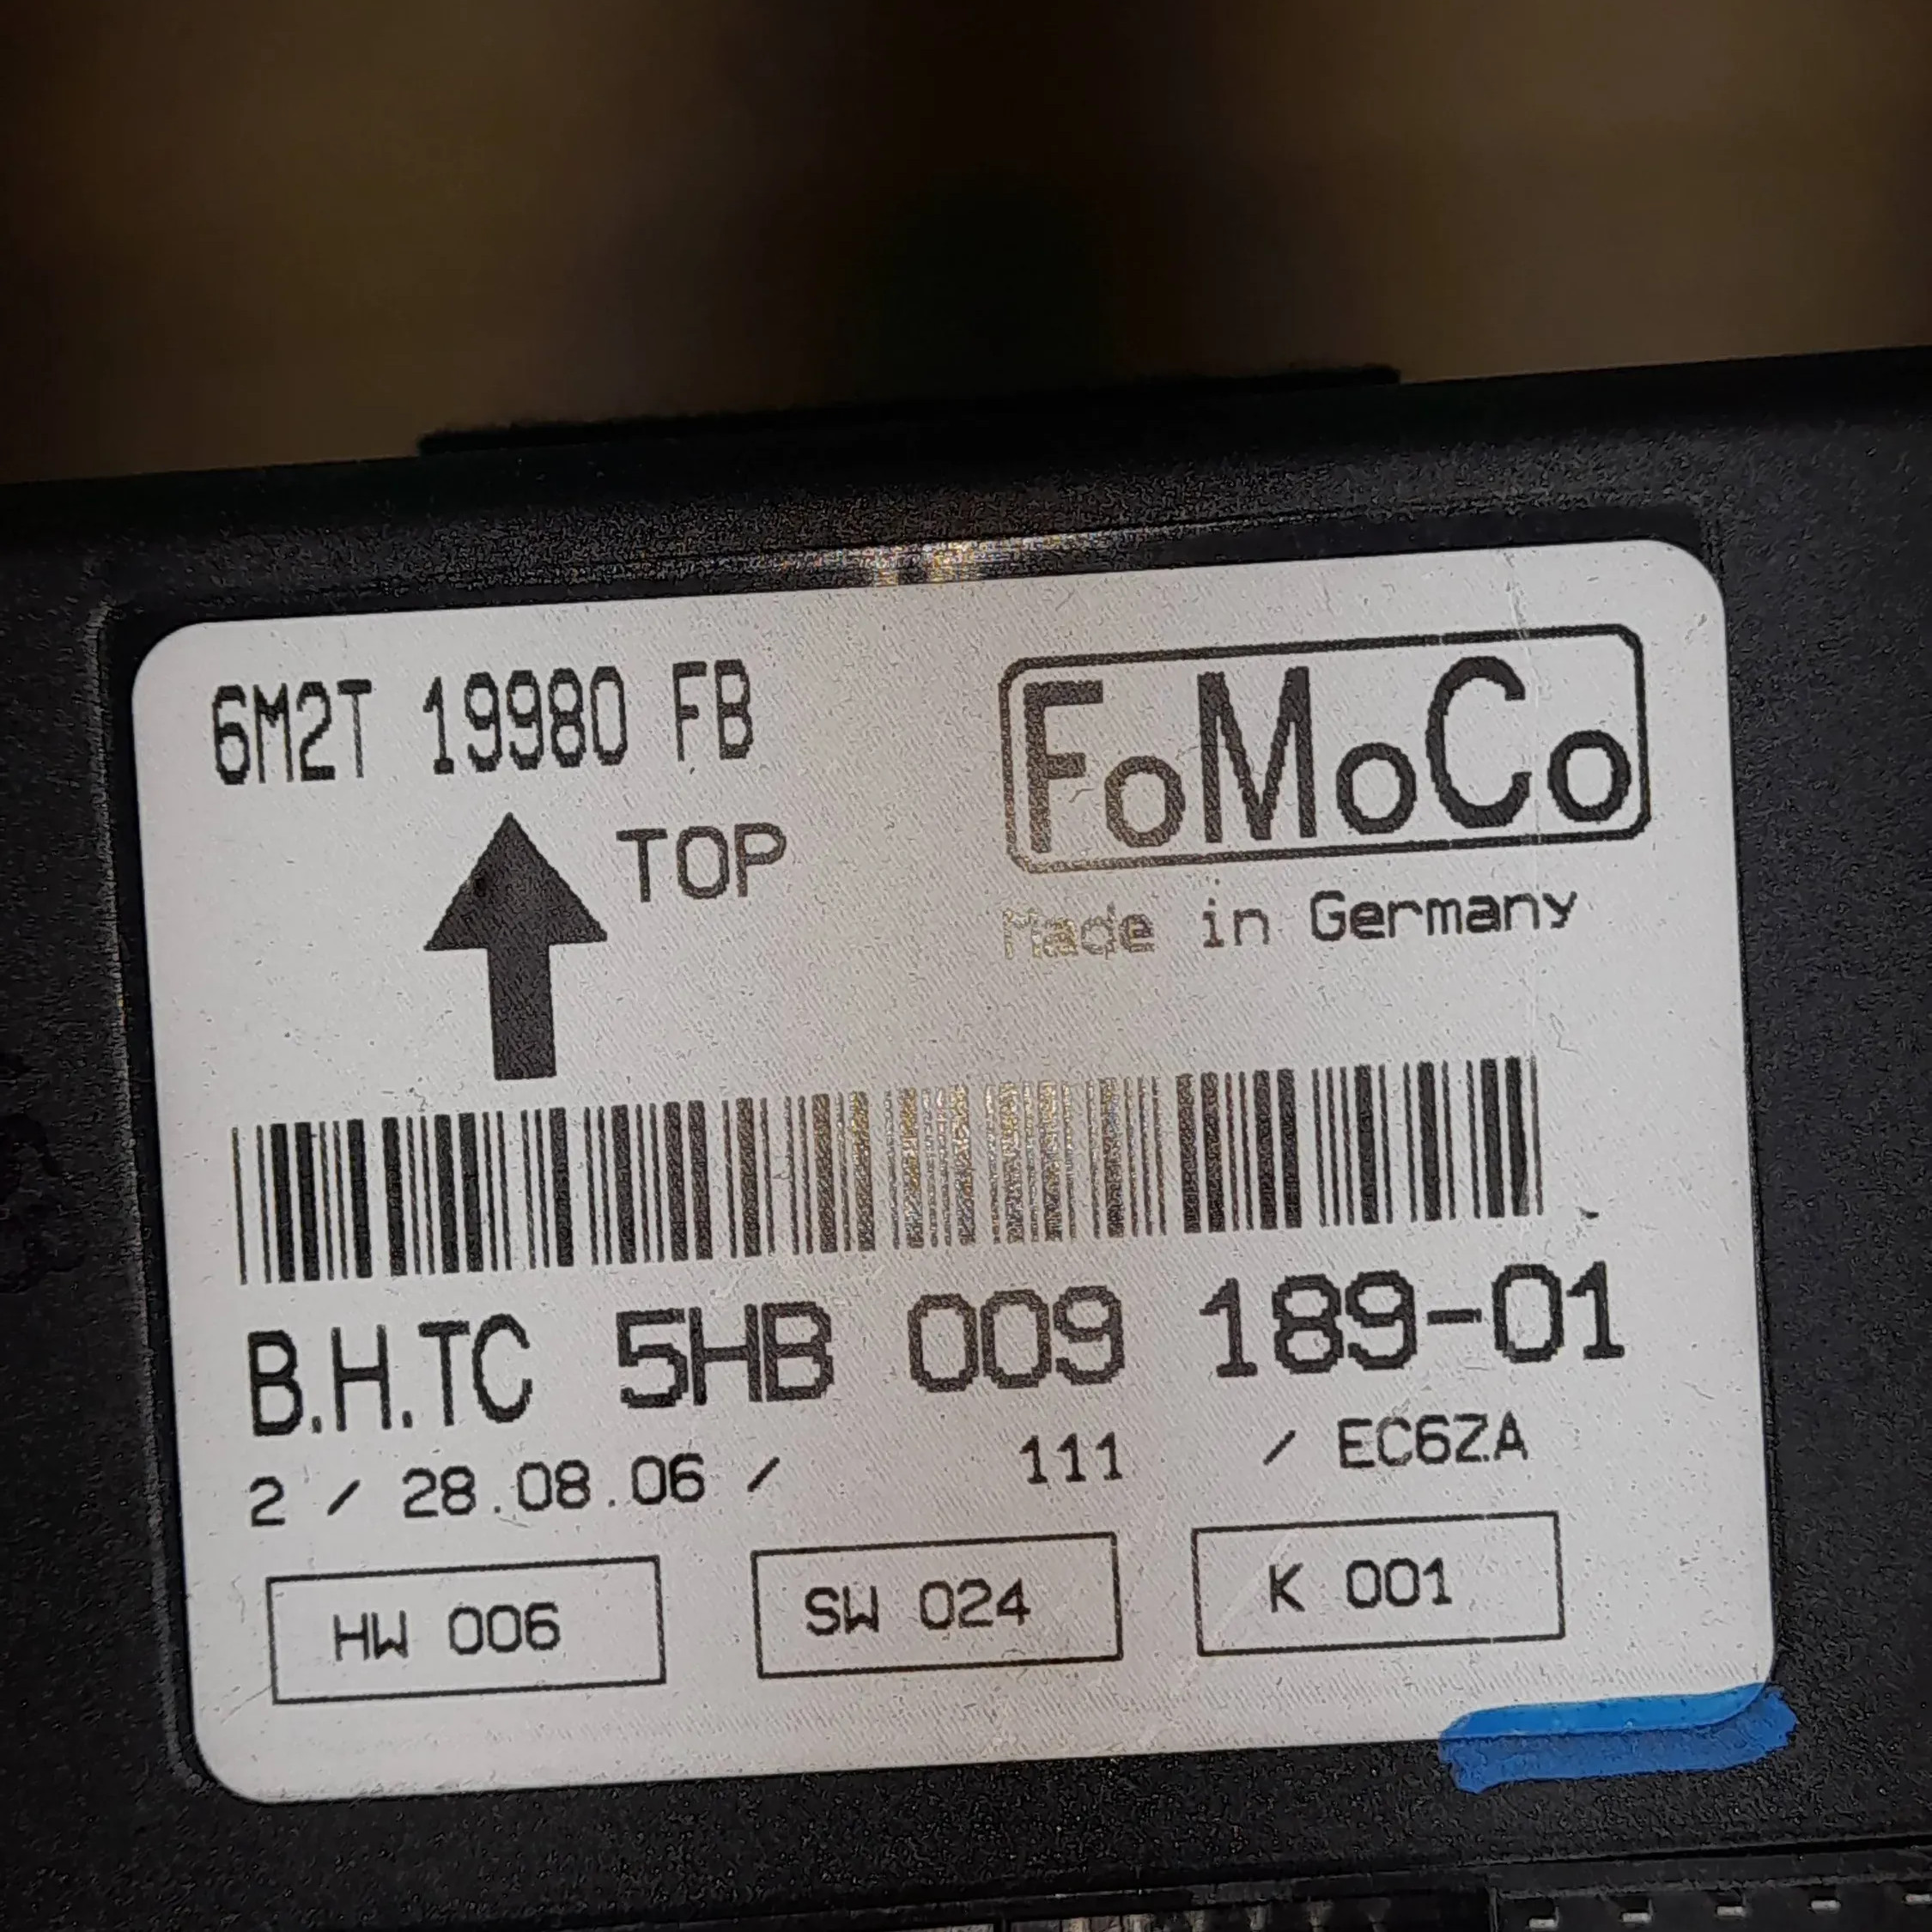 6M2T 19980 FB
FoMoCo
TOP
Made in Germany
B.H.TC 5HB 009 189-01
2 / 28.08.06 / 111 / EC6ZA
HW 006
SW 024
K 001